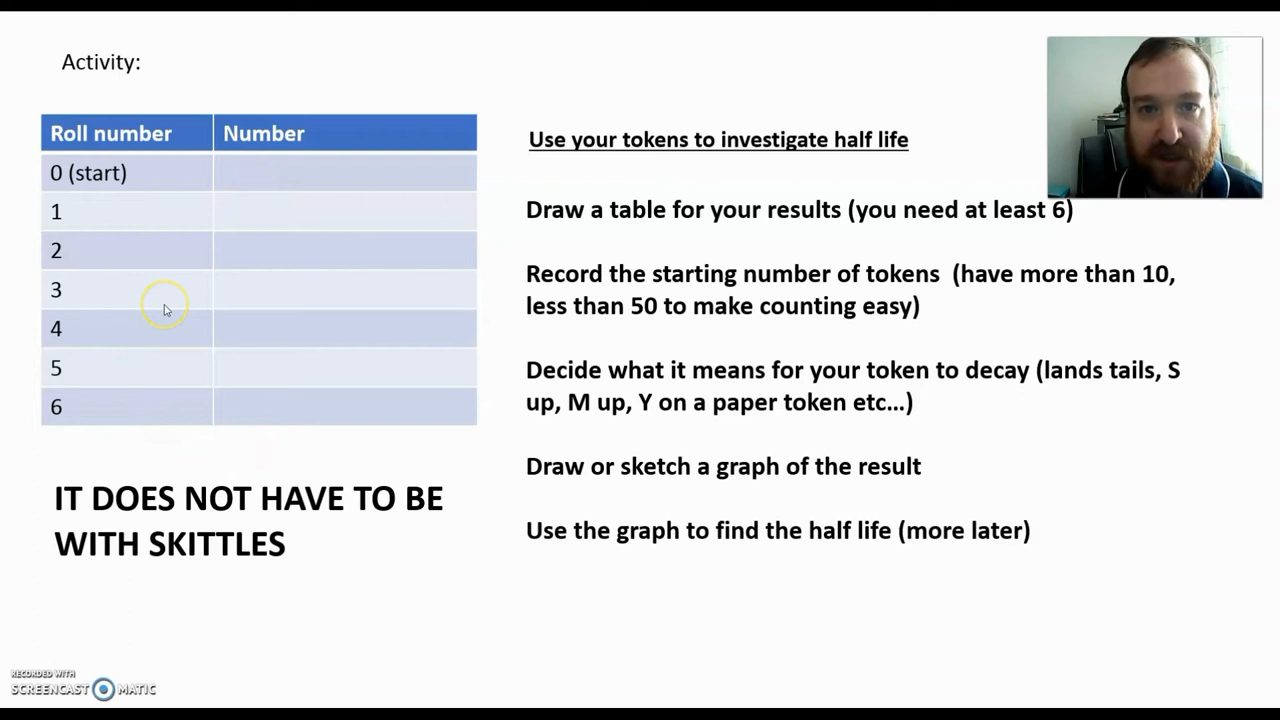 Activity:
Roll number Number
0 (start)
1
2
3
4
5
6
IT DOES NOT HAVE TO BE
WITH SKITTLES
Use your tokens to investigate half life
Draw a table for your results (you need at least 6)
Record the starting number of tokens (have more than 10,
less than 50 to make counting easy)
Decide what it means for your token to decay (lands tails, S
up, M up, Y on a paper token etc…)
Draw or sketch a graph of the result
Use the graph to find the half life (more later)
RECORDED WITH
SCREENCAST MATIC